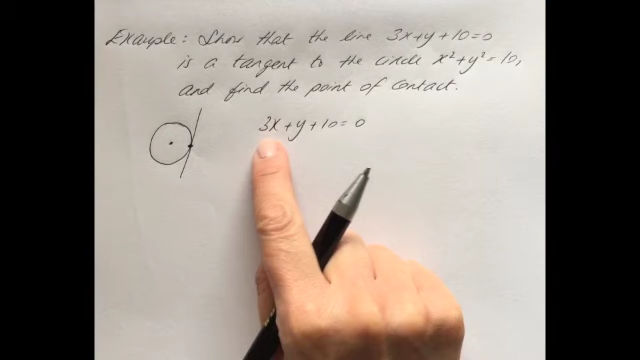 Example: Show that the line 3x+y+10=0
is a tangent to the circle x²+y²=10,
and find the point of contact.
3x+y+10=0